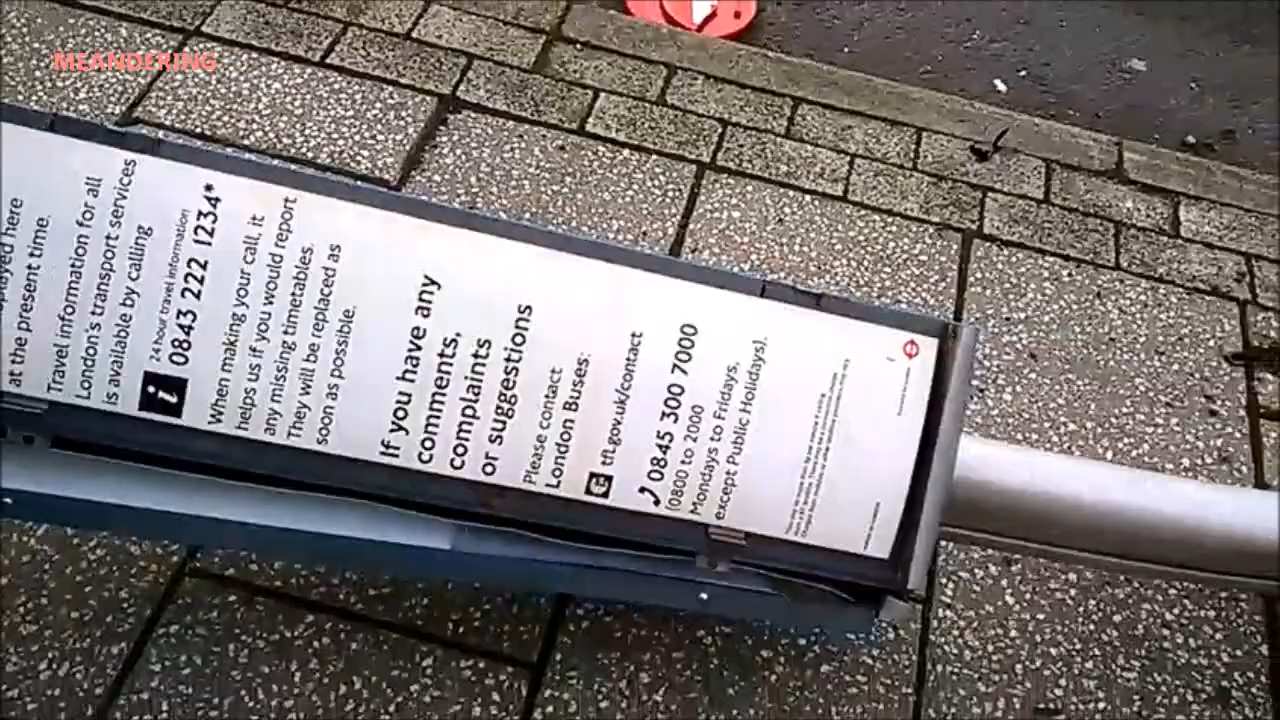 MEANDERING
played here
at the present time.
Travel information for all
London's transport services
is available by calling
24 hour travel information
0843 222 1234*
When making your call, it
helps us if you would report
any missing timetables.
They will be replaced as
soon as possible.
If you have any
comments,
complaints
or suggestions
Please contact
London Buses:
tfl.gov.uk/contact
0845 300 7000
(0800 to 2000
Mondays to Fridays,
except Public Holidays).